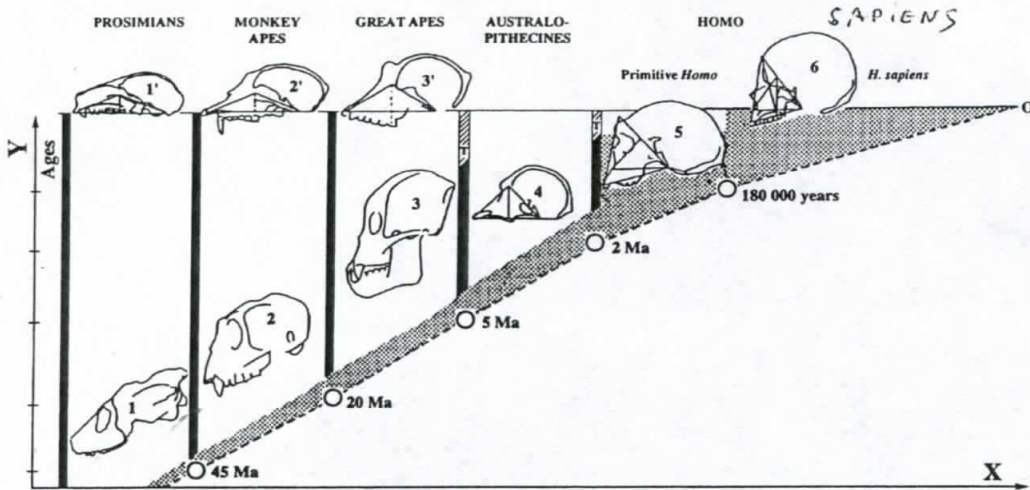 SAPIENS
PROSIMIANS
MONKEY
APES
GREAT APES
AUSTRALO-
PITHECINES
HOMO
Primitive Homo
H. sapiens
1'
2'
3'
6
5
4
3
2
1
O
Y
Ages
180 000 years
2 Ma
5 Ma
20 Ma
45 Ma
X